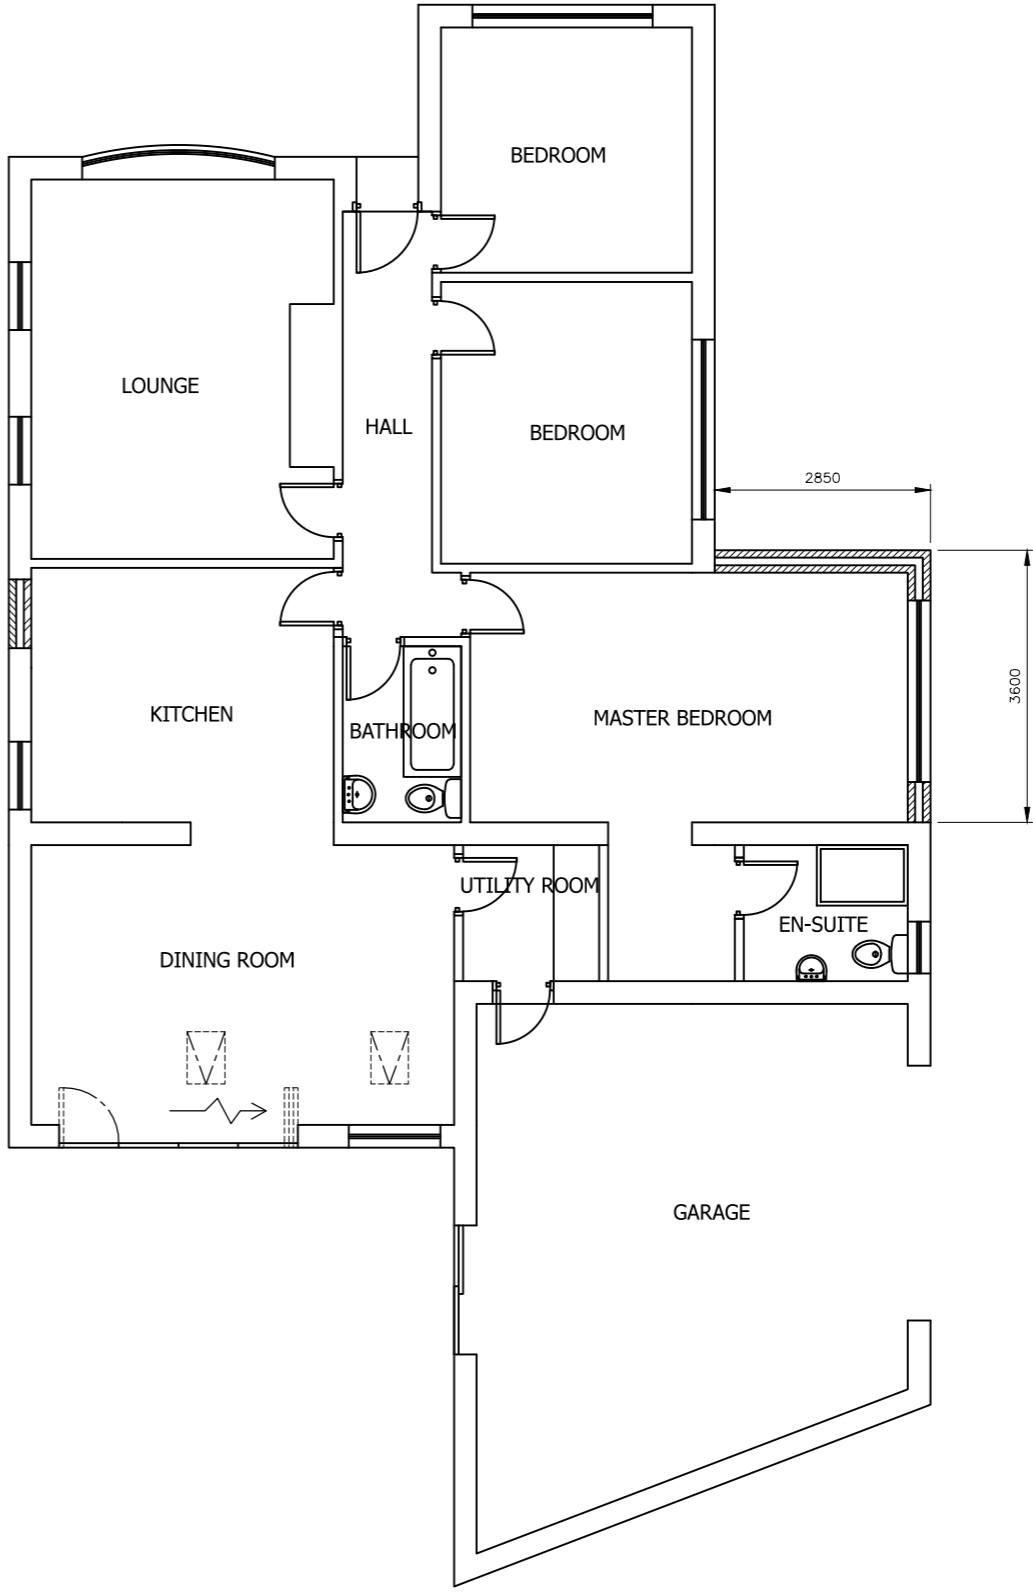 BEDROOM
LOUNGE
HALL
BEDROOM
2850
3600
KITCHEN
BATHROOM
MASTER BEDROOM
UTILITY ROOM
EN-SUITE
DINING ROOM
GARAGE